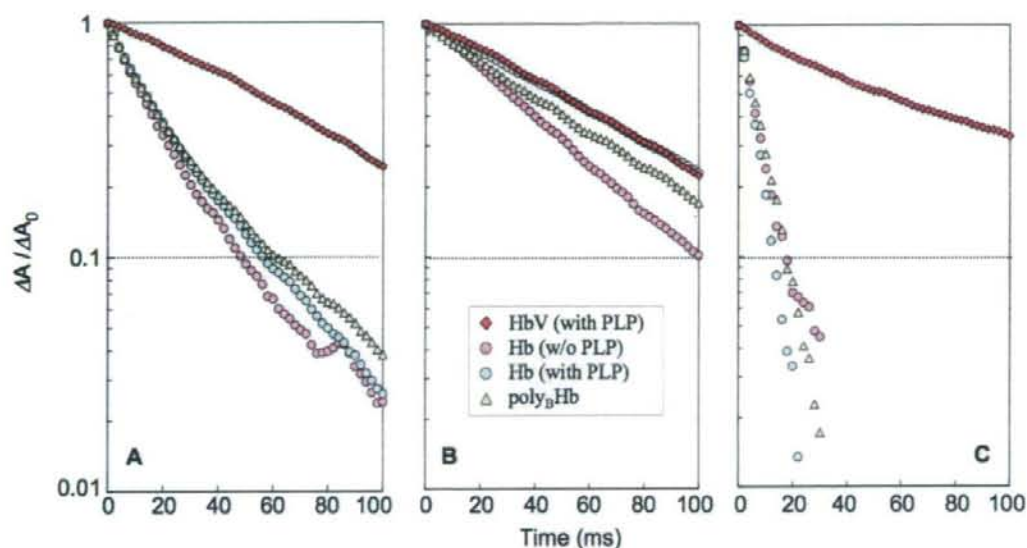 1
0.1
0.01
ΔA/ΔA0
A
B
C
HbV (with PLP)
Hb (w/o PLP)
Hb (with PLP)
polyBHb
0 20 40 60 80 100
0 20 40 60 80 100
0 20 40 60 80 100
Time (ms)